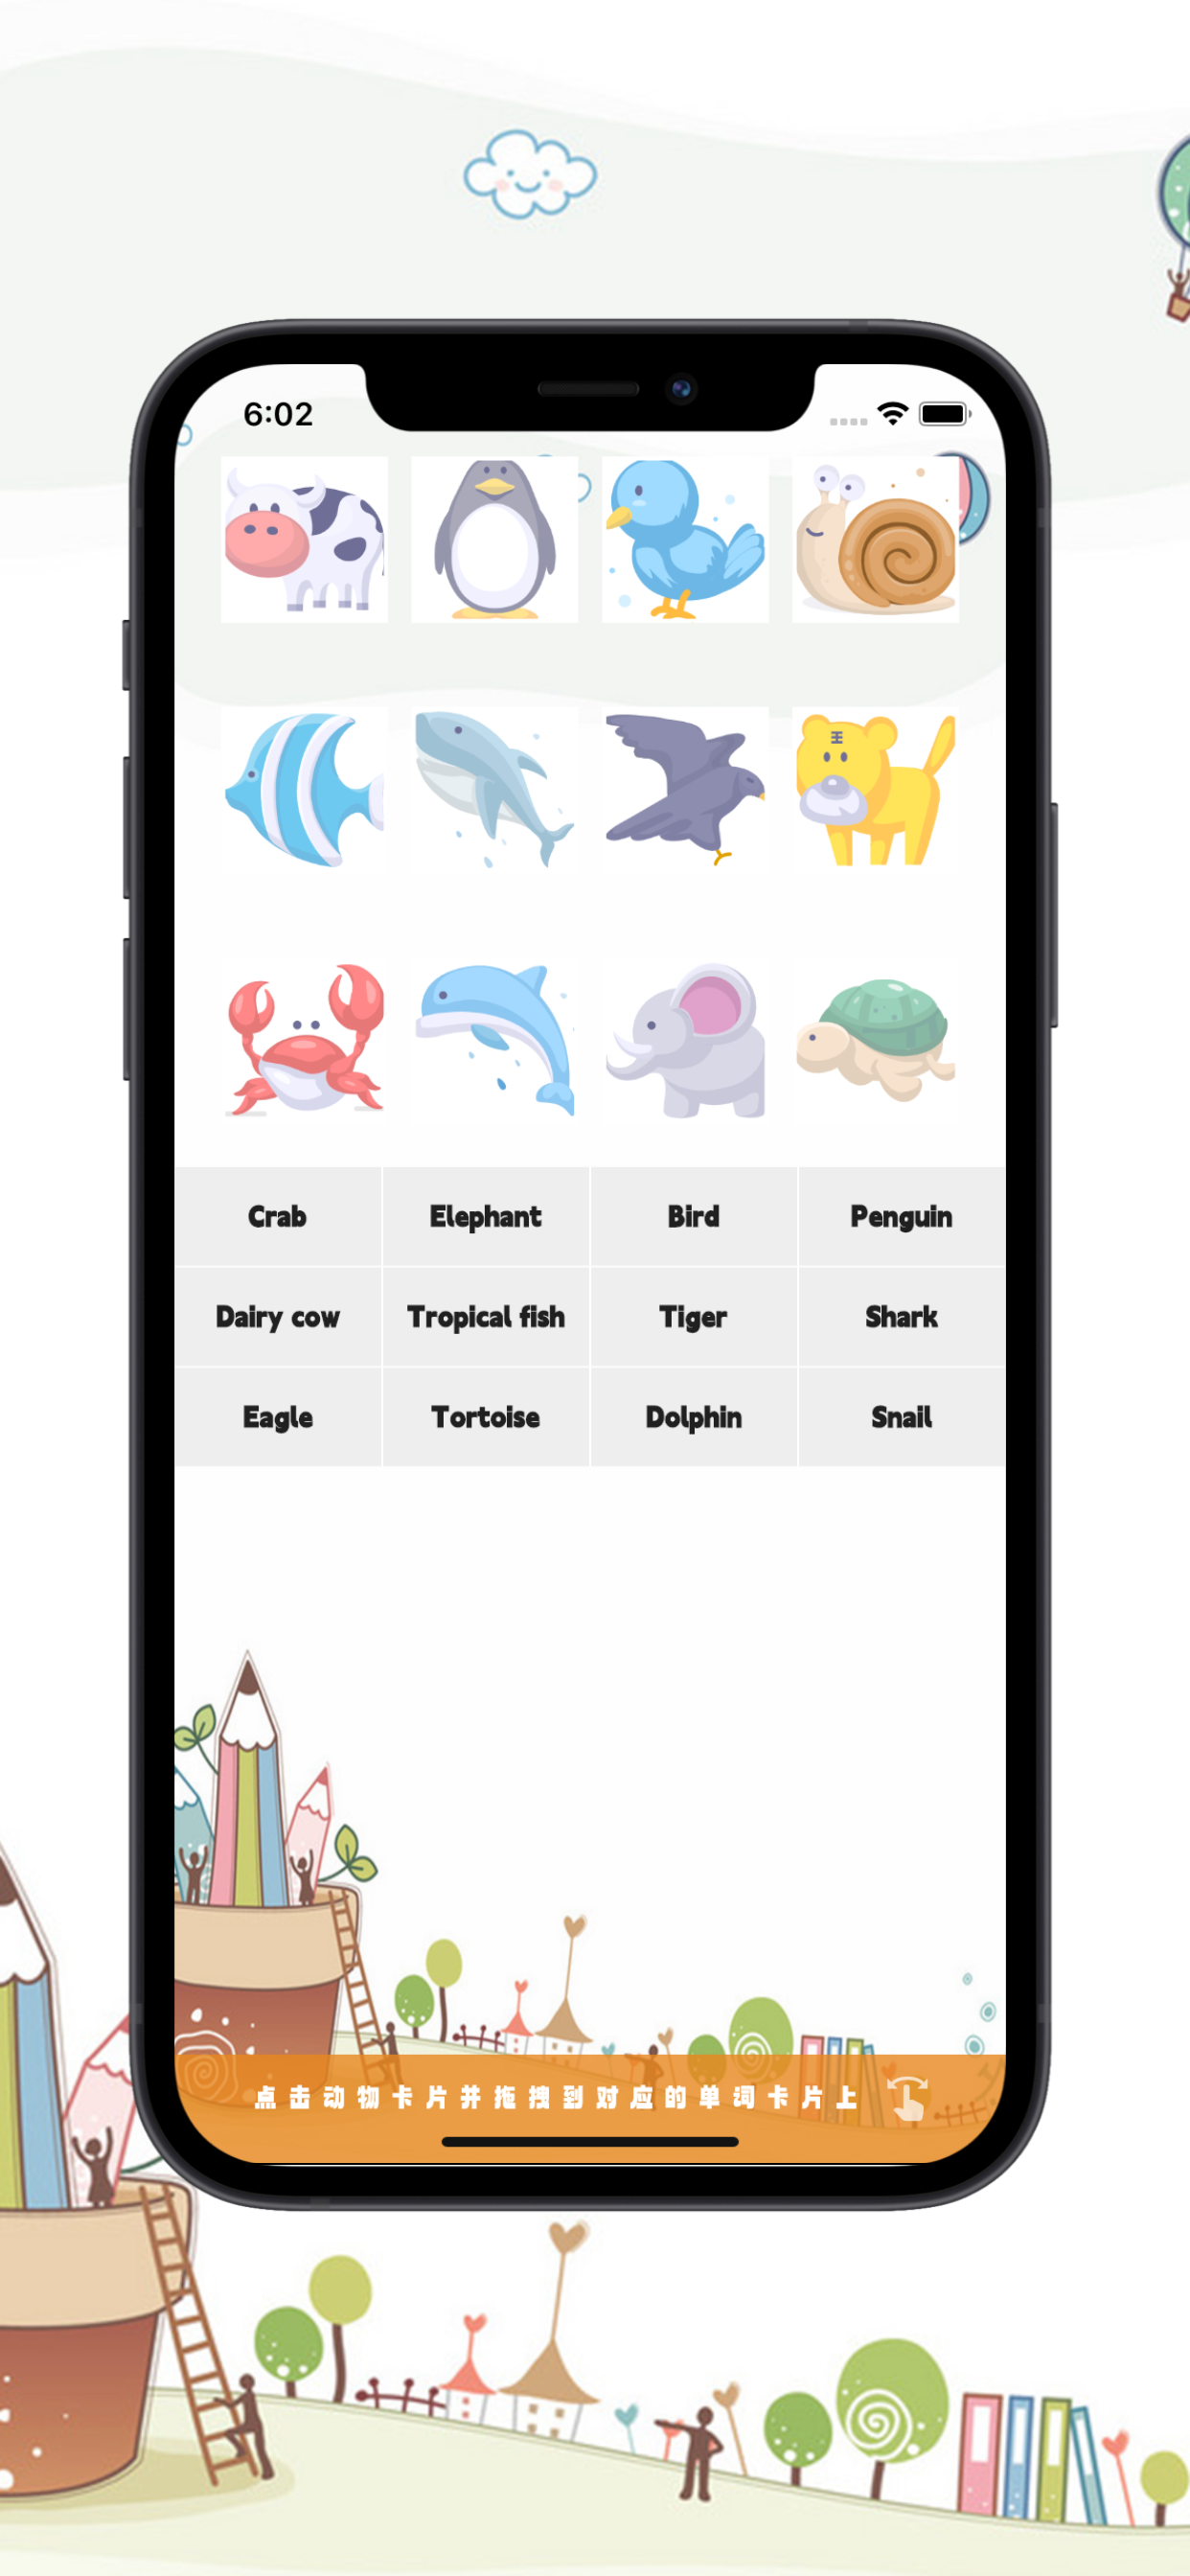 6:02
王
Crab Elephant Bird Penguin
Dairy cow Tropical fish Tiger Shark
Eagle Tortoise Dolphin Snail
点击动物卡片并拖拽到对应的单词卡片上